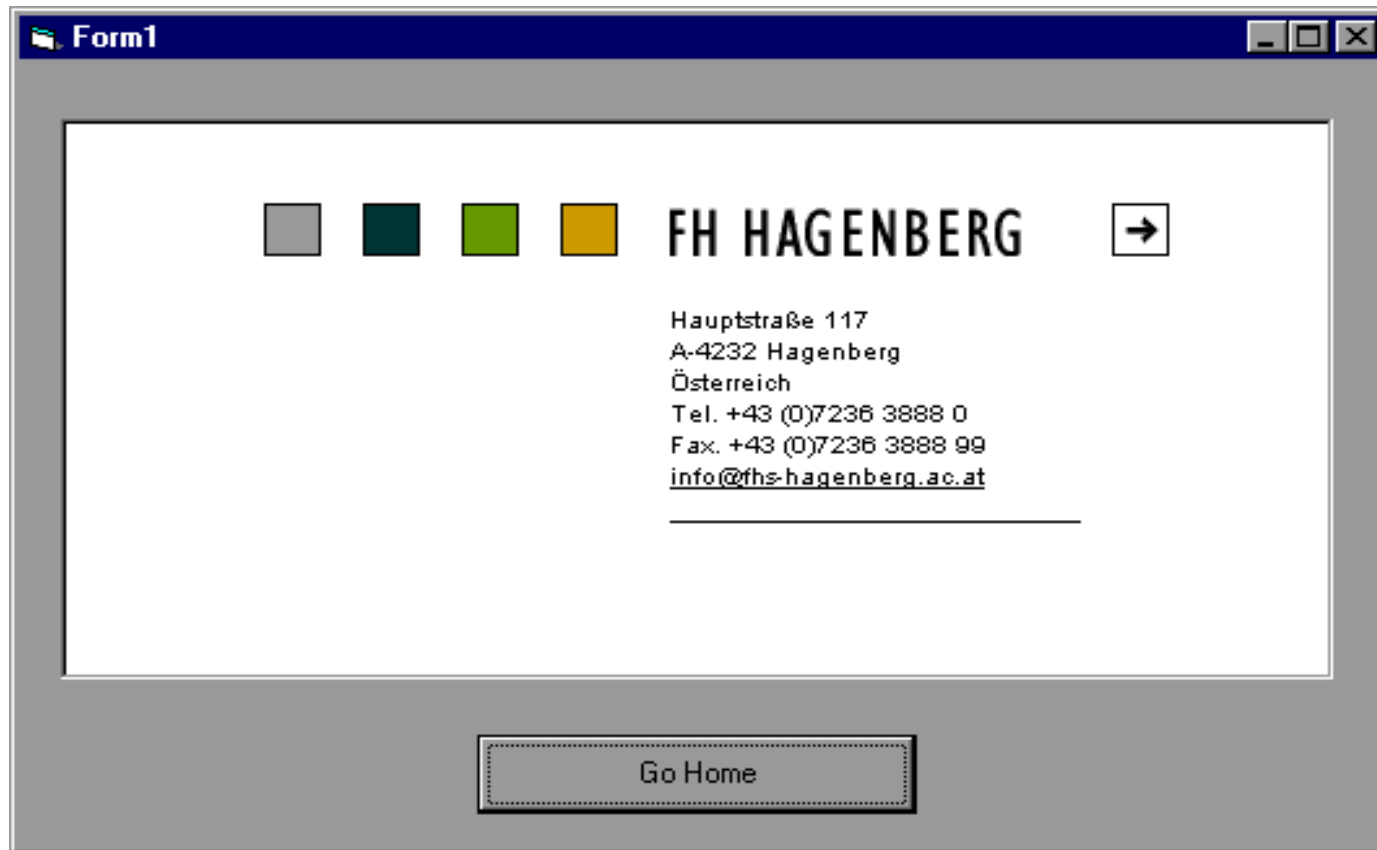 Form1
FH HAGENBERG
Hauptstraße 117
A-4232 Hagenberg
Österreich
Tel. +43 (0)7236 3888 0
Fax. +43 (0)7236 3888 99
info@fhs-hagenberg.ac.at
Go Home